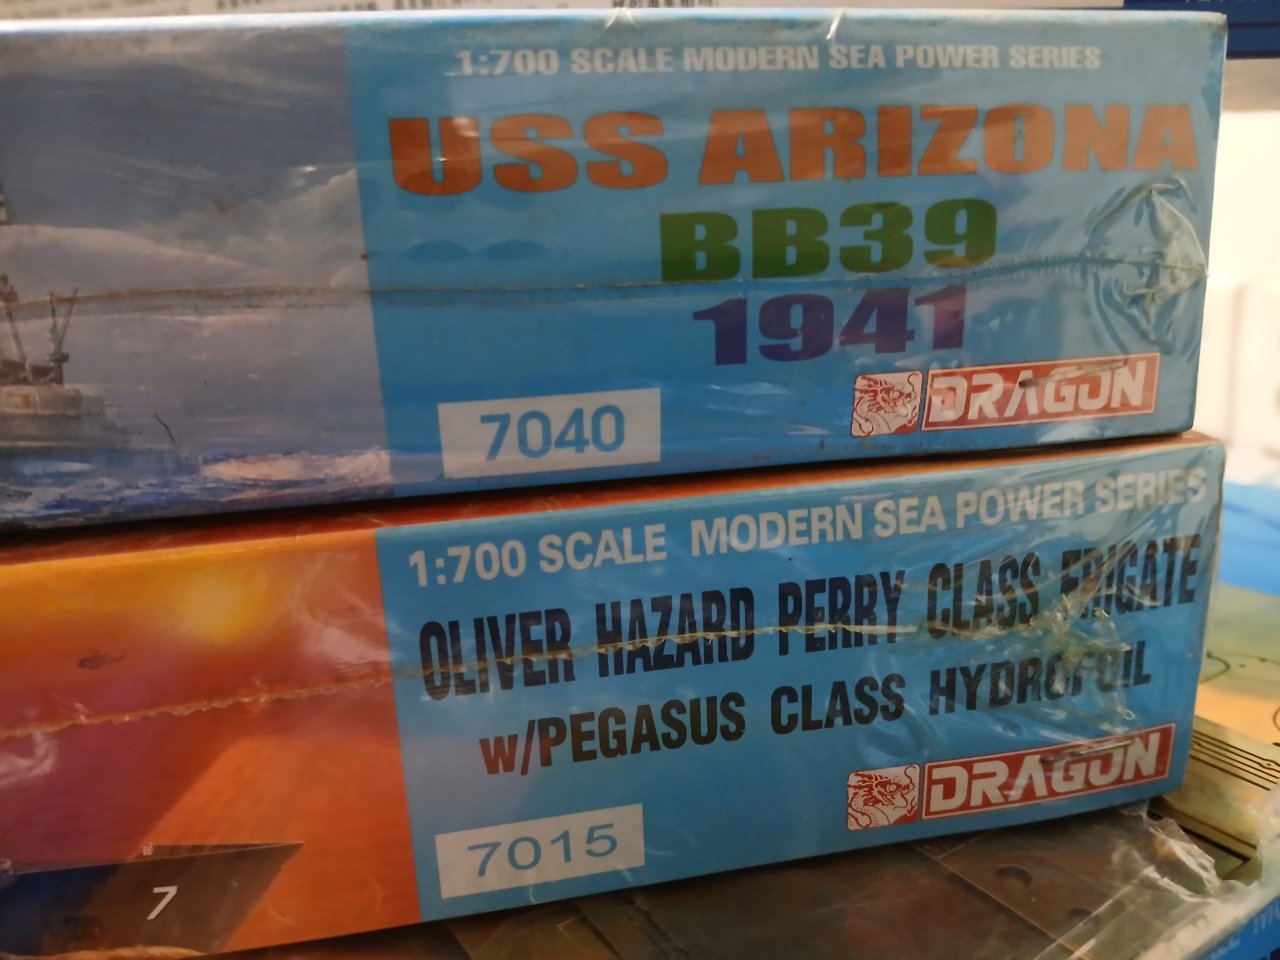 1:700 SCALE MODERN SEA POWER SERIES
USS ARIZONA
BB39
1941
7040
DRAGON
1:700 SCALE MODERN SEA POWER SERIES
OLIVER HAZARD PERRY CLASS FRIGATE
w/PEGASUS CLASS HYDROFOIL
7015
DRAGON
7